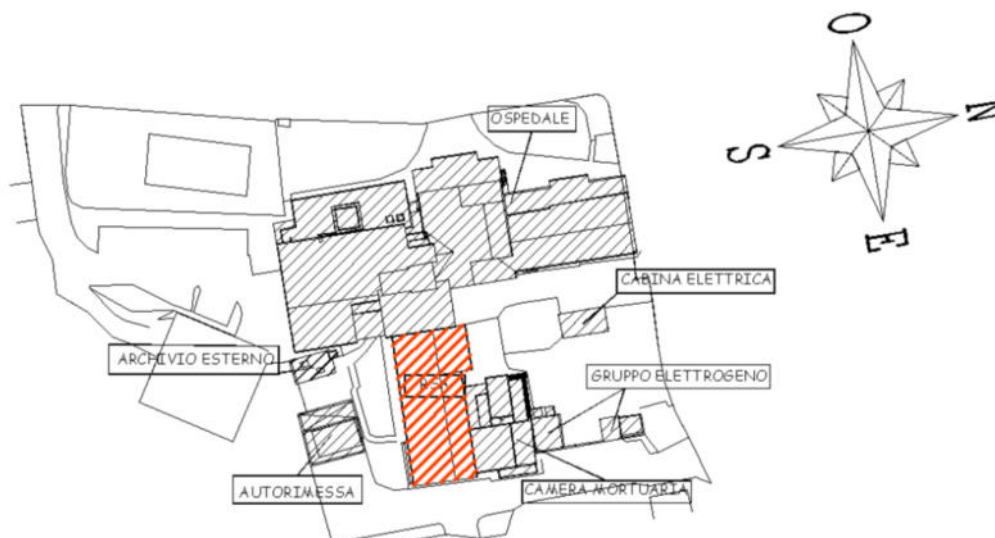 O
N
S
E
OSPEDALE
CABINA ELETTRICA
ARCHIVIO ESTERNO
GRUPPO ELETTROGENO
AUTORIMESSA
CAMERA MORTUARIA